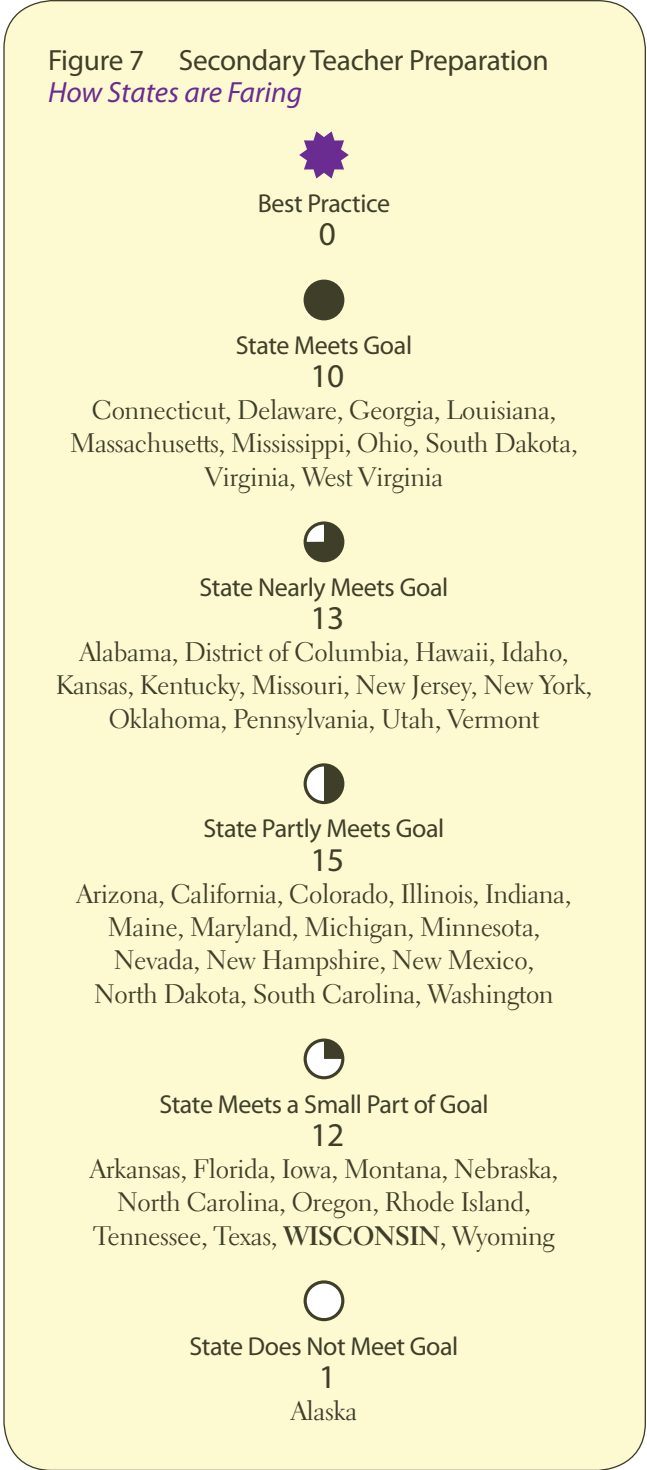 Figure 7 Secondary Teacher Preparation
How States are Faring
Best Practice
0
State Meets Goal
10
Connecticut, Delaware, Georgia, Louisiana,
Massachusetts, Mississippi, Ohio, South Dakota,
Virginia, West Virginia
State Nearly Meets Goal
13
Alabama, District of Columbia, Hawaii, Idaho,
Kansas, Kentucky, Missouri, New Jersey, New York,
Oklahoma, Pennsylvania, Utah, Vermont
State Partly Meets Goal
15
Arizona, California, Colorado, Illinois, Indiana,
Maine, Maryland, Michigan, Minnesota,
Nevada, New Hampshire, New Mexico,
North Dakota, South Carolina, Washington
State Meets a Small Part of Goal
12
Arkansas, Florida, Iowa, Montana, Nebraska,
North Carolina, Oregon, Rhode Island,
Tennessee, Texas, WISCONSIN, Wyoming
State Does Not Meet Goal
1
Alaska